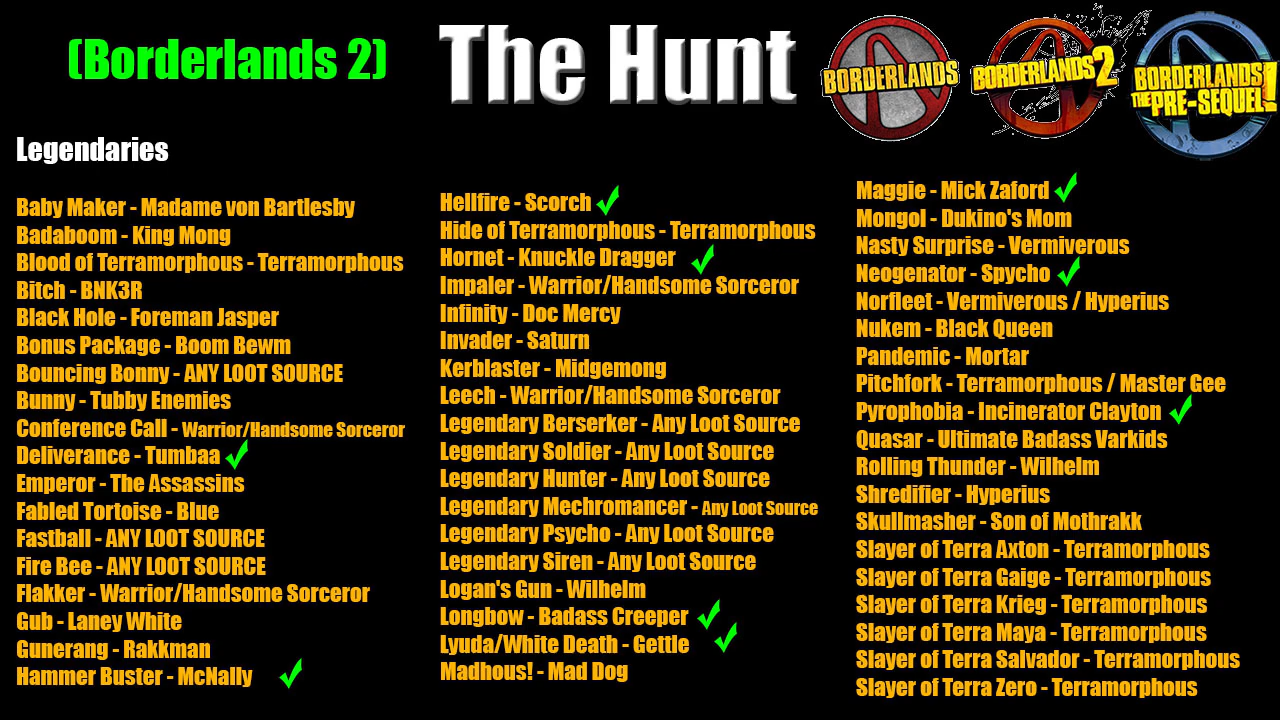 (Borderlands 2)
The Hunt
BORDERLANDS
BORDERLANDS 2
BORDERLANDS
THE PRE-SEQUEL!
Legendaries
Baby Maker - Madame von Bartlesby
Badaboom - King Mong
Blood of Terramorphous - Terramorphous
Bitch - BNK3R
Black Hole - Foreman Jasper
Bonus Package - Boom Bewm
Bouncing Bonny - ANY LOOT SOURCE
Bunny - Tubby Enemies
Conference Call - Warrior/Handsome Sorceror
Deliverance - Tumbaa
Emperor - The Assassins
Fabled Tortoise - Blue
Fastball - ANY LOOT SOURCE
Fire Bee - ANY LOOT SOURCE
Flakker - Warrior/Handsome Sorceror
Gub - Laney White
Gunerang - Rakkman
Hammer Buster - McNally
Hellfire - Scorch
Hide of Terramorphous - Terramorphous
Hornet - Knuckle Dragger
Impaler - Warrior/Handsome Sorceror
Infinity - Doc Mercy
Invader - Saturn
Kerblaster - Midgemong
Leech - Warrior/Handsome Sorceror
Legendary Berserker - Any Loot Source
Legendary Soldier - Any Loot Source
Legendary Hunter - Any Loot Source
Legendary Mechromancer - Any Loot Source
Legendary Psycho - Any Loot Source
Legendary Siren - Any Loot Source
Logan's Gun - Wilhelm
Longbow - Badass Creeper
Lyuda/White Death - Gettle
Madhous! - Mad Dog
Maggie - Mick Zaford
Mongol - Dukino's Mom
Nasty Surprise - Vermiverous
Neogenator - Spycho
Norfleet - Vermiverous / Hyperius
Nukem - Black Queen
Pandemic - Mortar
Pitchfork - Terramorphous / Master Gee
Pyrophobia - Incinerator Clayton
Quasar - Ultimate Badass Varkids
Rolling Thunder - Wilhelm
Shredifier - Hyperius
Skullmasher - Son of Mothrakk
Slayer of Terra Axton - Terramorphous
Slayer of Terra Gaige - Terramorphous
Slayer of Terra Krieg - Terramorphous
Slayer of Terra Maya - Terramorphous
Slayer of Terra Salvador - Terramorphous
Slayer of Terra Zero - Terramorphous